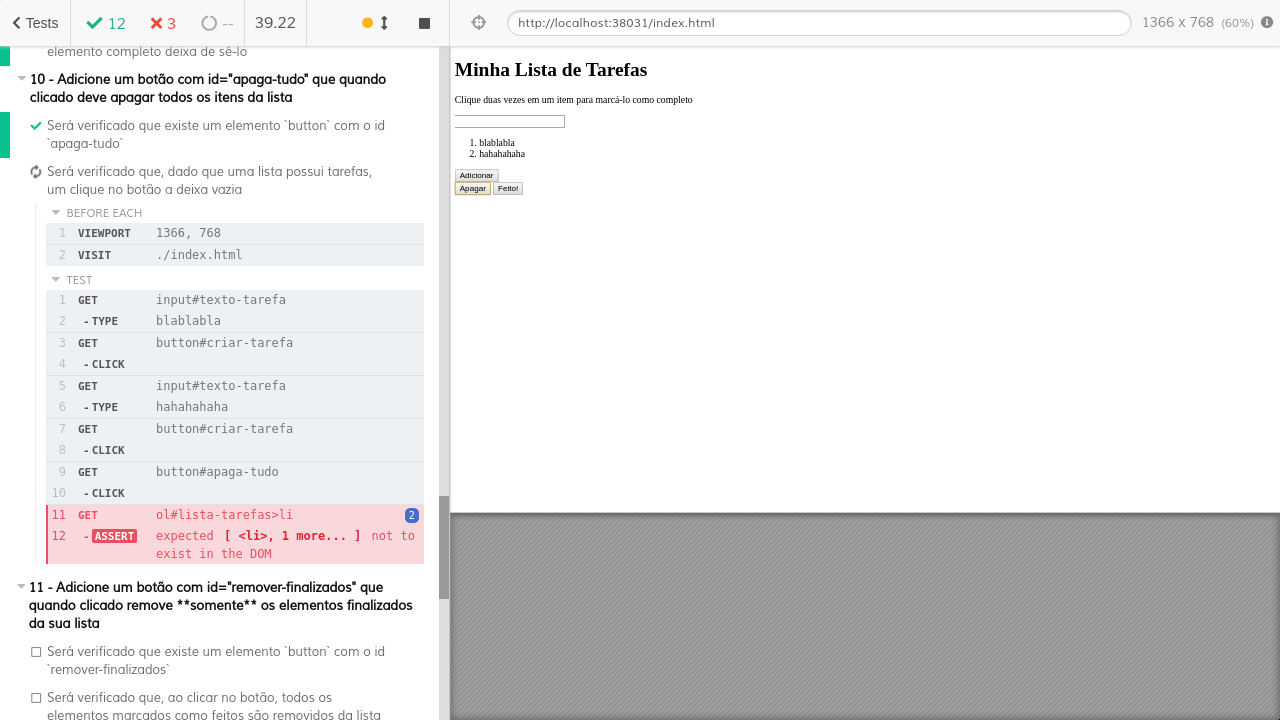 Tests
12
3
--
39.22
http://localhost:38031/index.html
1366 x 768 (60%)
elemento completo deixa de sê-lo
10 - Adicione um botão com id="apaga-tudo" que quando
clicado deve apagar todos os itens da lista
Será verificado que existe um elemento `button` com o id
`apaga-tudo`
Será verificado que, dado que uma lista possui tarefas,
um clique no botão a deixa vazia
BEFORE EACH
1 VIEWPORT 1366, 768
2 VISIT ./index.html
TEST
1 GET input#texto-tarefa
2 - TYPE blablabla
3 GET button#criar-tarefa
4 - CLICK
5 GET input#texto-tarefa
6 - TYPE hahahahaha
7 GET button#criar-tarefa
8 - CLICK
9 GET button#apaga-tudo
10 - CLICK
11 GET ol#lista-tarefas>li 2
12 - ASSERT expected [ <li>, 1 more... ] not to
exist in the DOM
11 - Adicione um botão com id="remover-finalizados" que
quando clicado remove **somente** os elementos finalizados
da sua lista
Será verificado que existe um elemento `button` com o id
`remover-finalizados`
Será verificado que, ao clicar no botão, todos os
elementos marcados como feitos são removidos da lista
Minha Lista de Tarefas
Clique duas vezes em um item para marcá-lo como completo
1. blablabla
2. hahahahaha
Adicionar
Apagar Feito!